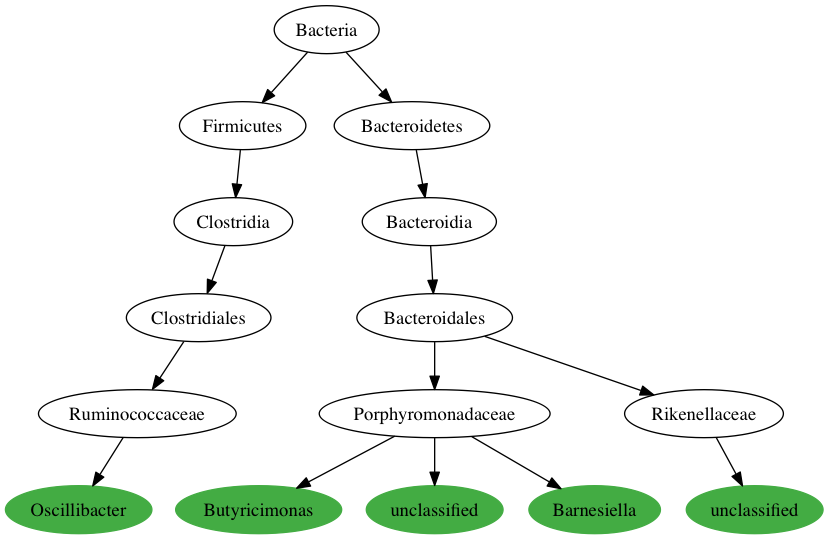 Bacteria
Firmicutes
Bacteroidetes
Clostridia
Bacteroidia
Clostridiales
Bacteroidales
Ruminococcaceae
Porphyromonadaceae
Rikenellaceae
Oscillibacter
Butyricimonas
unclassified
Barnesiella
unclassified